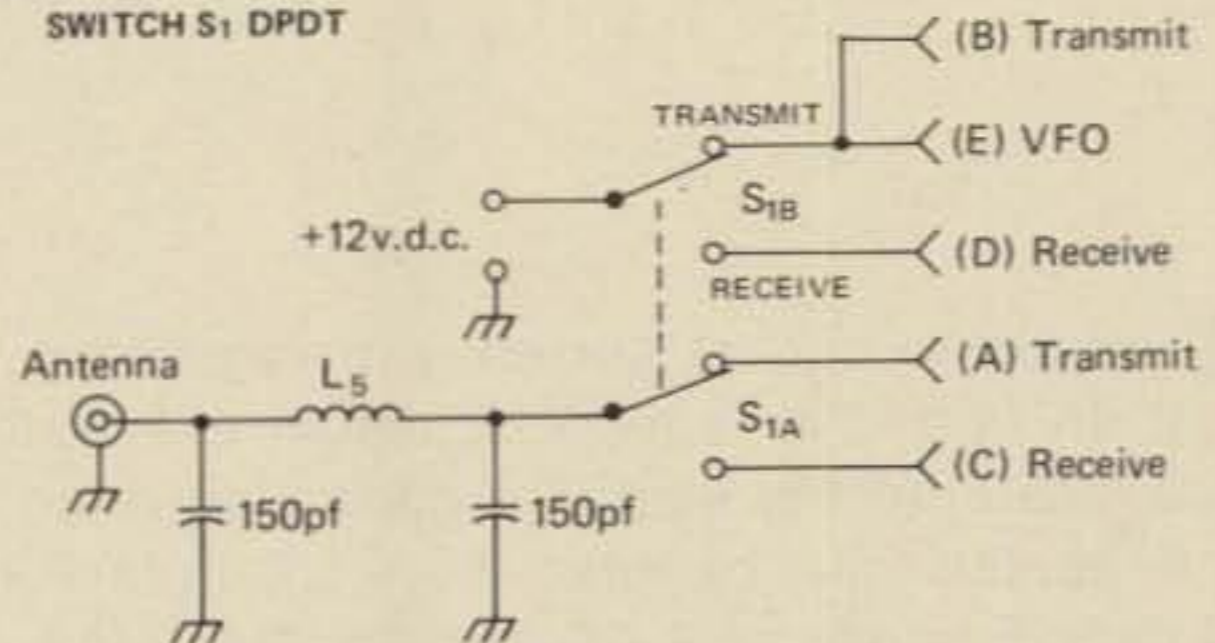 SWITCH S1 DPDT
(B) Transmit
TRANSMIT
(E) VFO
S1B
+12v.d.c.
(D) Receive
RECEIVE
Antenna
L5
(A) Transmit
S1A
(C) Receive
150pf
150pf